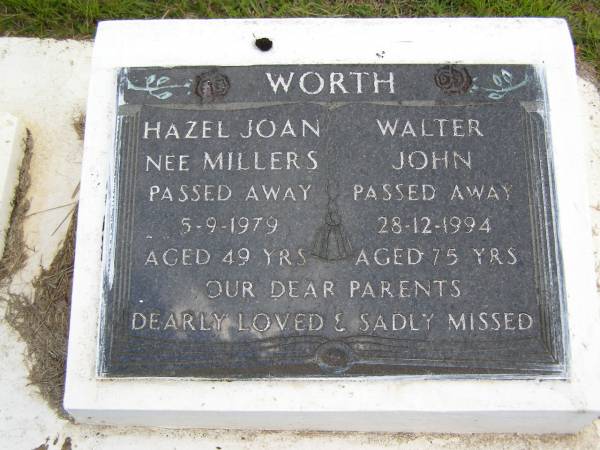 WORTH
HAZEL JOAN
NEE MILLERS
PASSED AWAY
5-9-1979
AGED 49 YRS
WALTER
JOHN
PASSED AWAY
28-12-1994
AGED 75 YRS
OUR DEAR PARENTS
DEARLY LOVED & SADLY MISSED